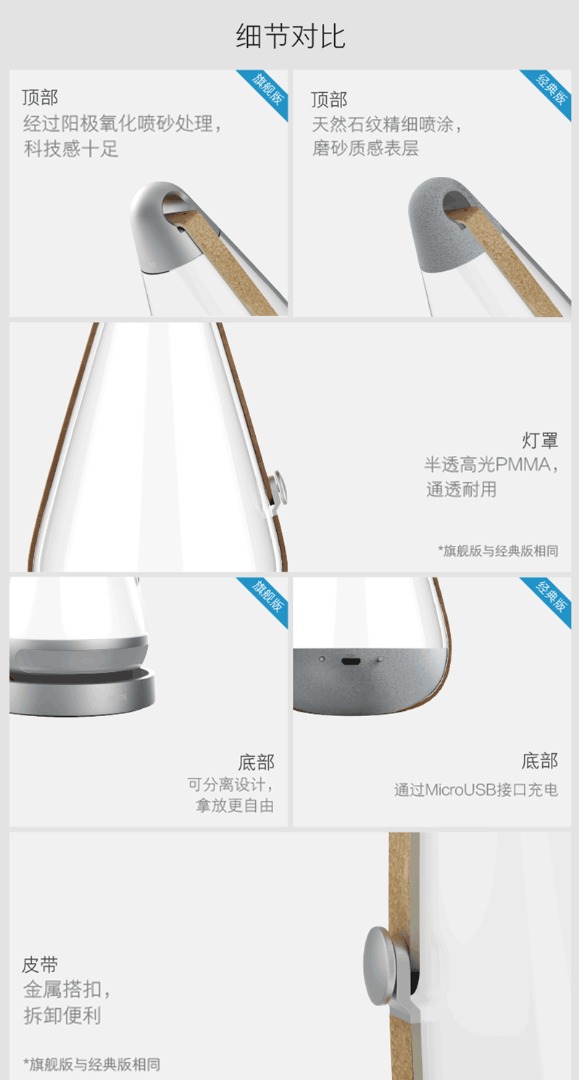 细节对比
旗舰版
顶部
经过阳极氧化喷砂处理，
科技感十足
经典版
顶部
天然石纹精细喷涂，
磨砂质感表层
灯罩
半透高光PMMA，
通透耐用
*旗舰版与经典版相同
旗舰版
底部
可分离设计，
拿放更自由
经典版
底部
通过MicroUSB接口充电
皮带
金属搭扣，
拆卸便利
*旗舰版与经典版相同